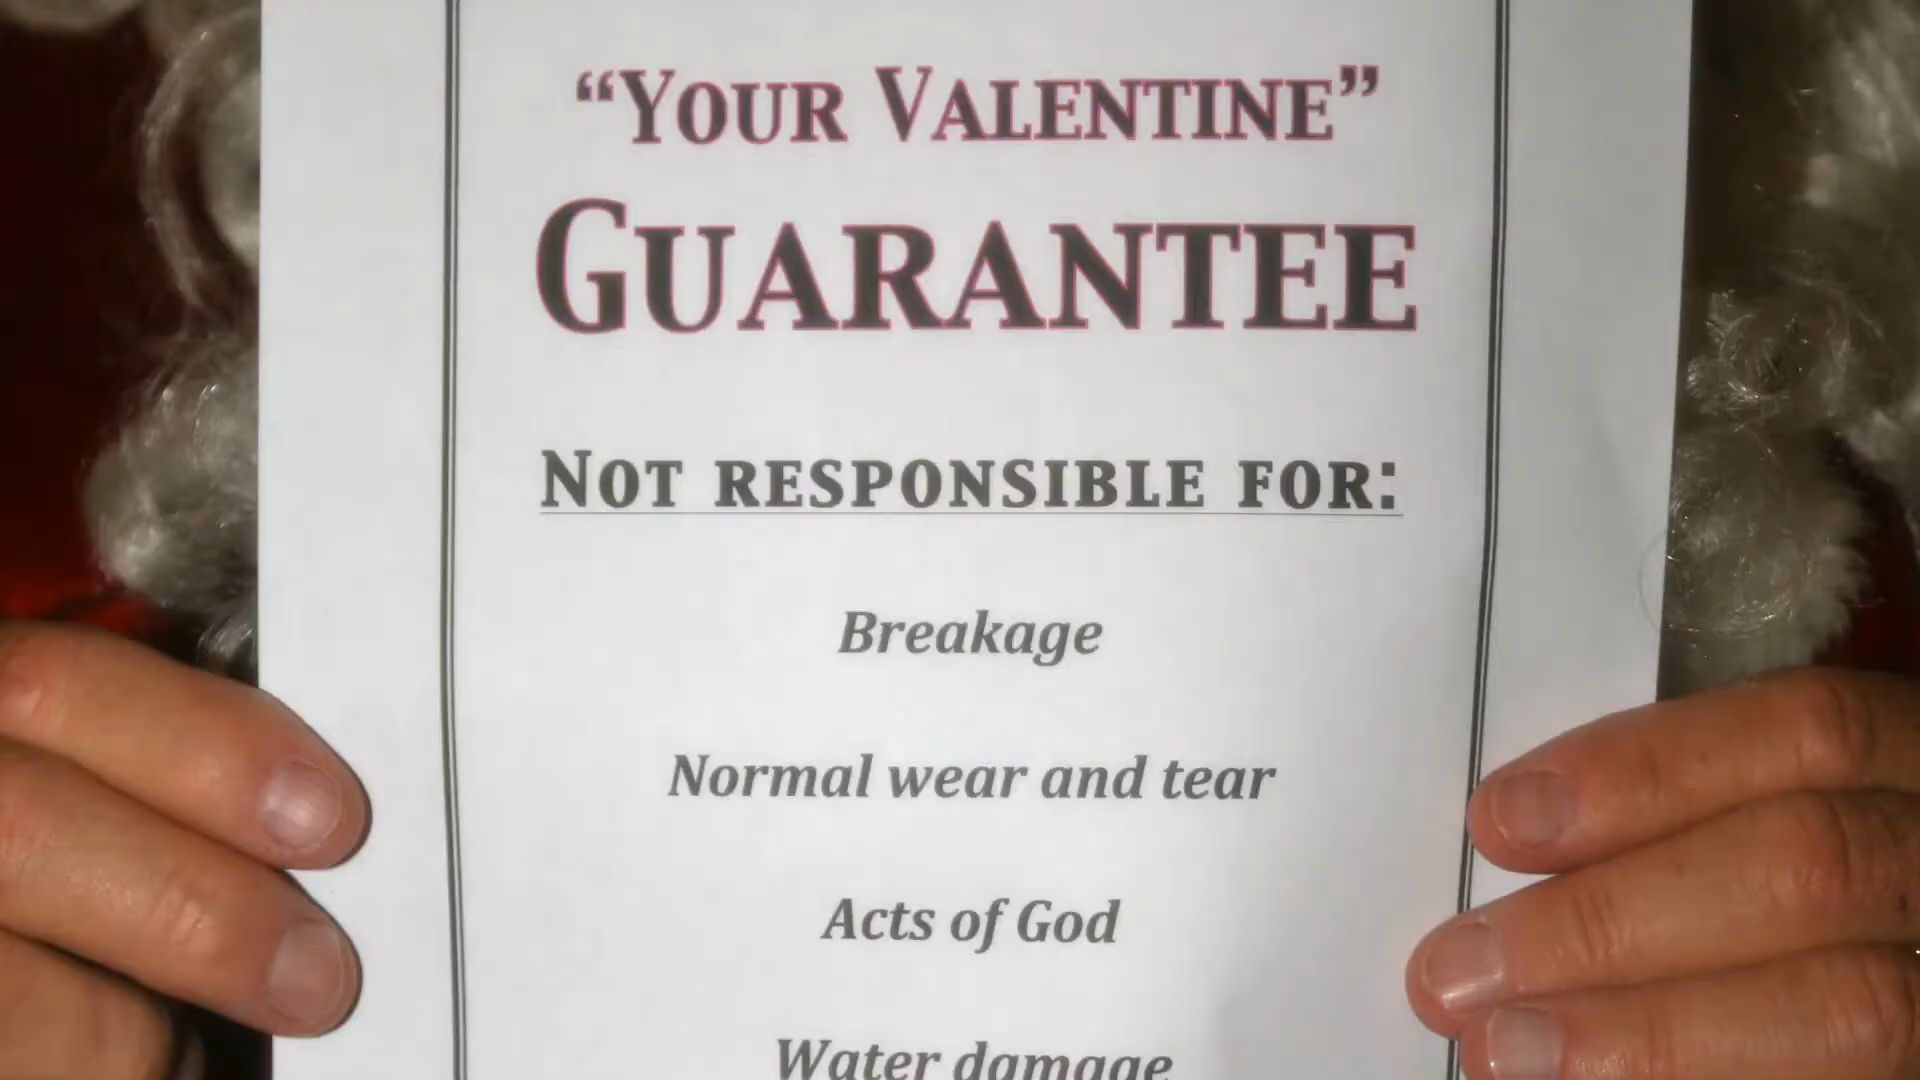 “YOUR VALENTINE”
GUARANTEE
NOT RESPONSIBLE FOR:
Breakage
Normal wear and tear
Acts of God
Water damage